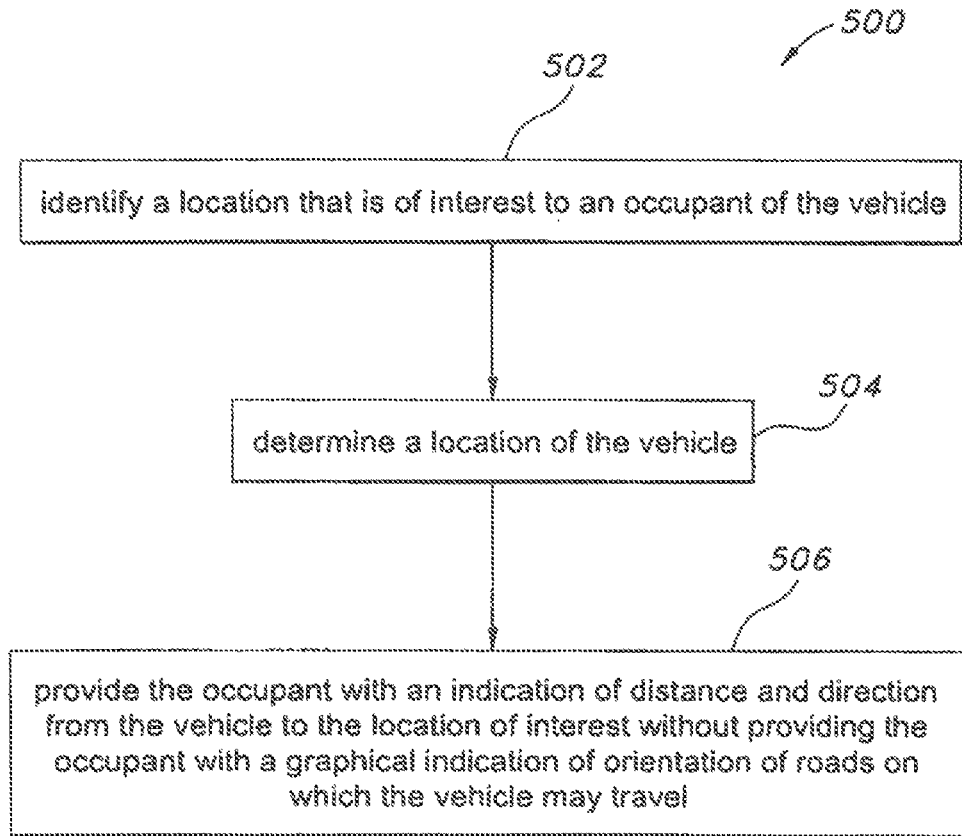 500
502
identify a location that is of interest to an occupant of the vehicle
504
determine a location of the vehicle
506
provide the occupant with an indication of distance and direction
from the vehicle to the location of interest without providing the
occupant with a graphical indication of orientation of roads on
which the vehicle may travel